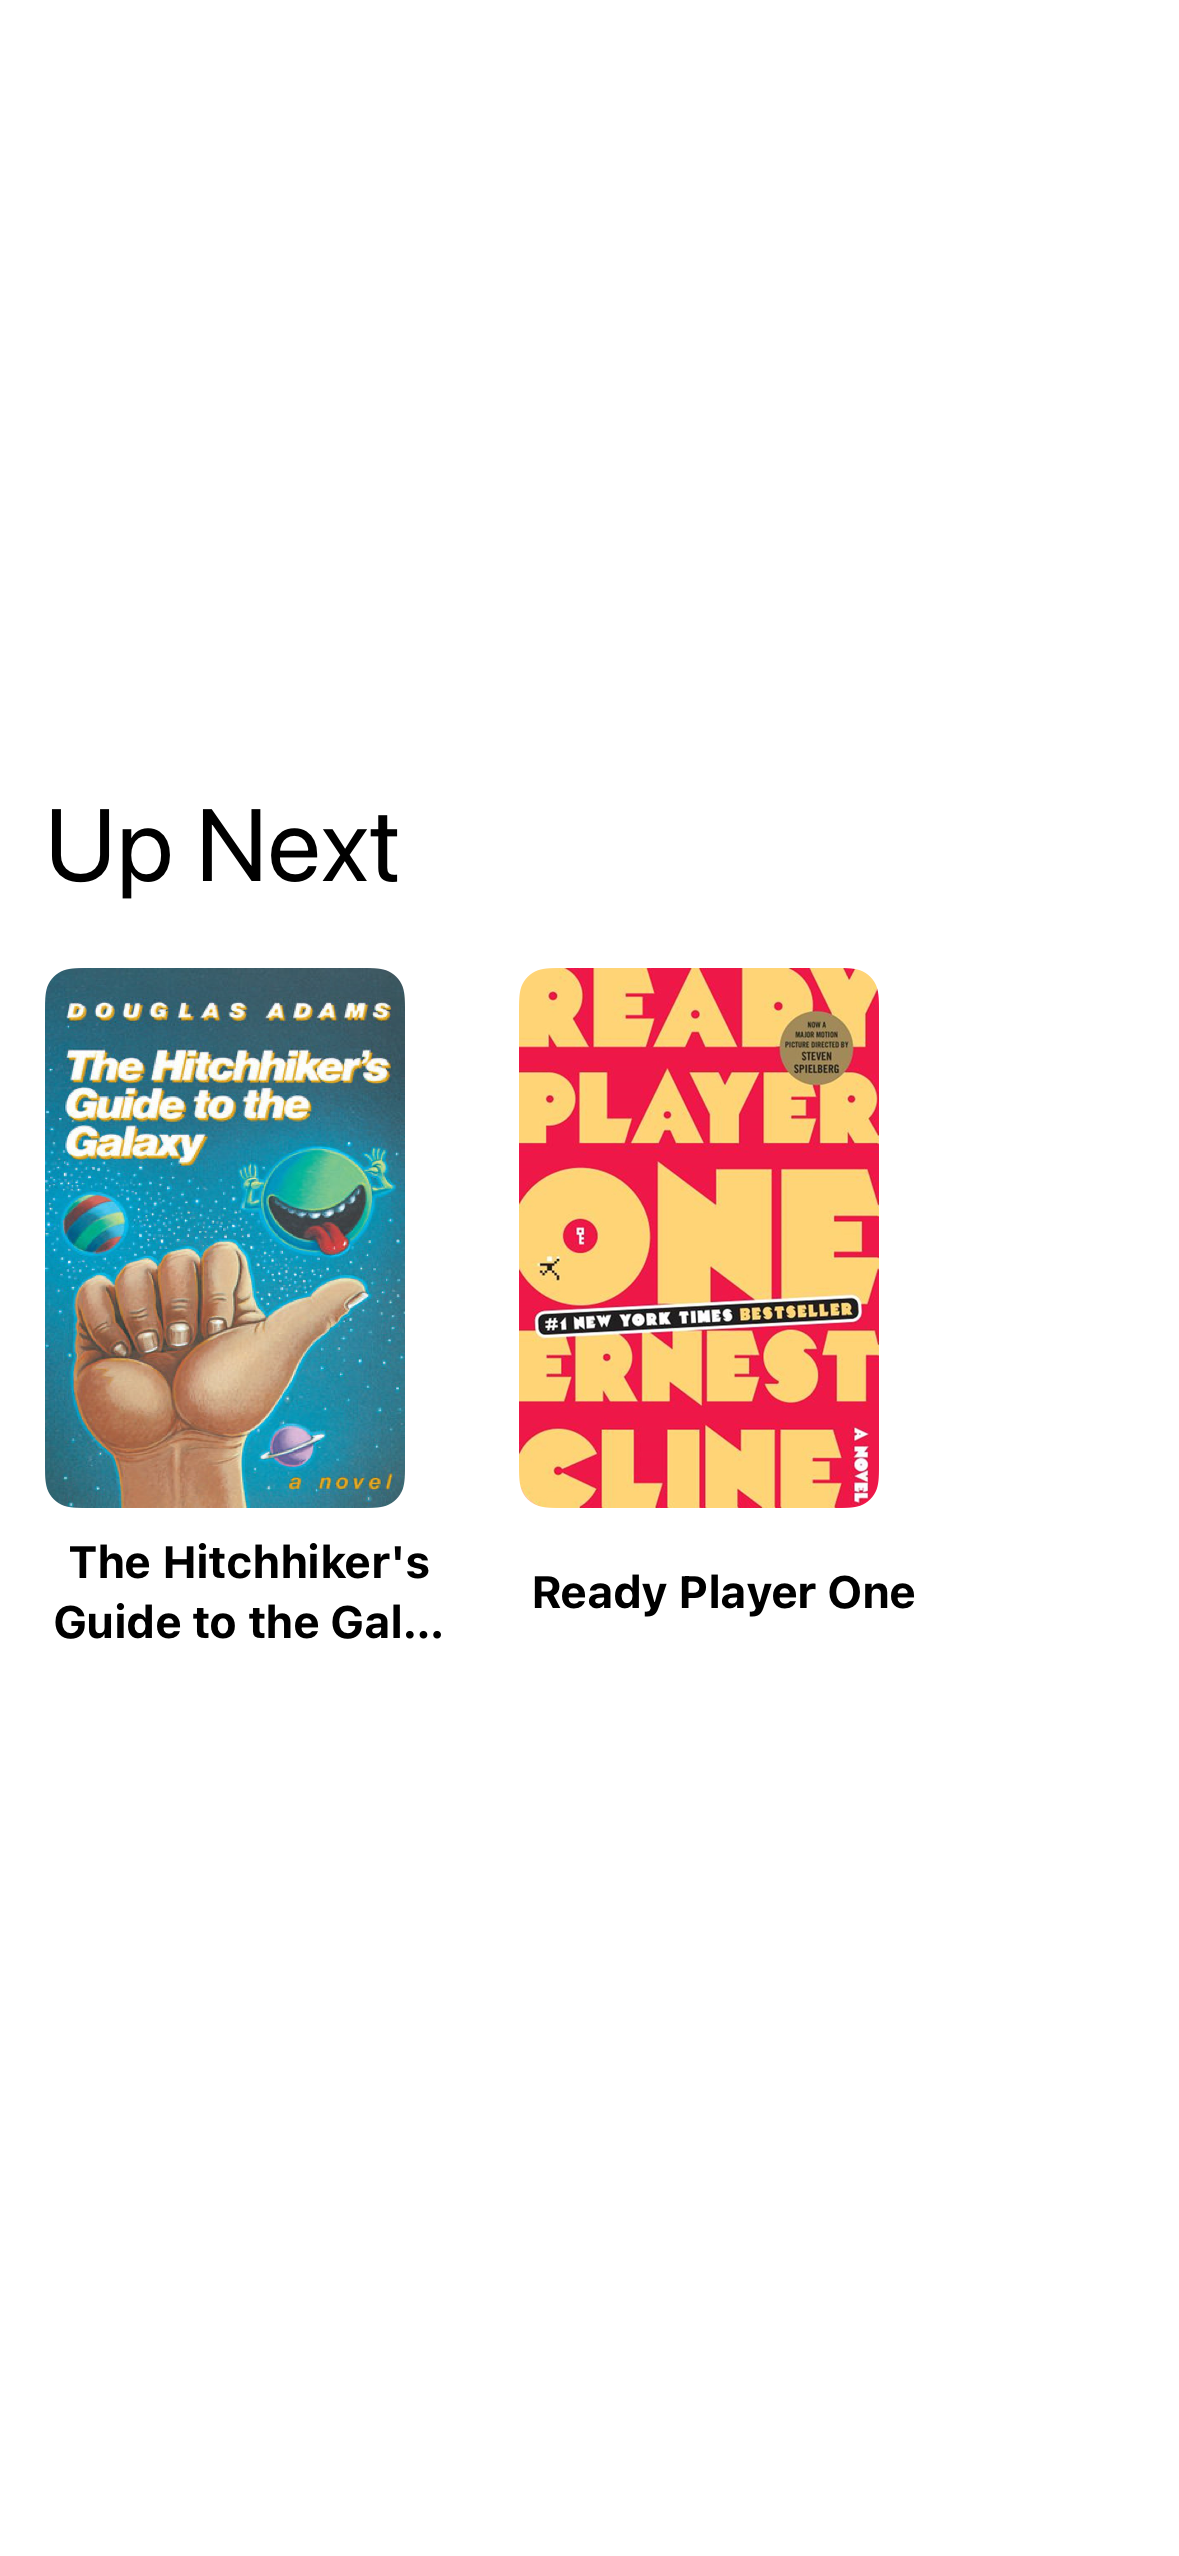 Up Next
DOUGLAS ADAMS
The Hitchhiker's
Guide to the
Galaxy
a novel
The Hitchhiker's
Guide to the Gal...
READY
PLAYER
ONE
NOW A
MAJOR MOTION
PICTURE DIRECTED BY
STEVEN
SPIELBERG
#1 NEW YORK TIMES BESTSELLER
ERNEST
CLINE
A NOVEL
Ready Player One